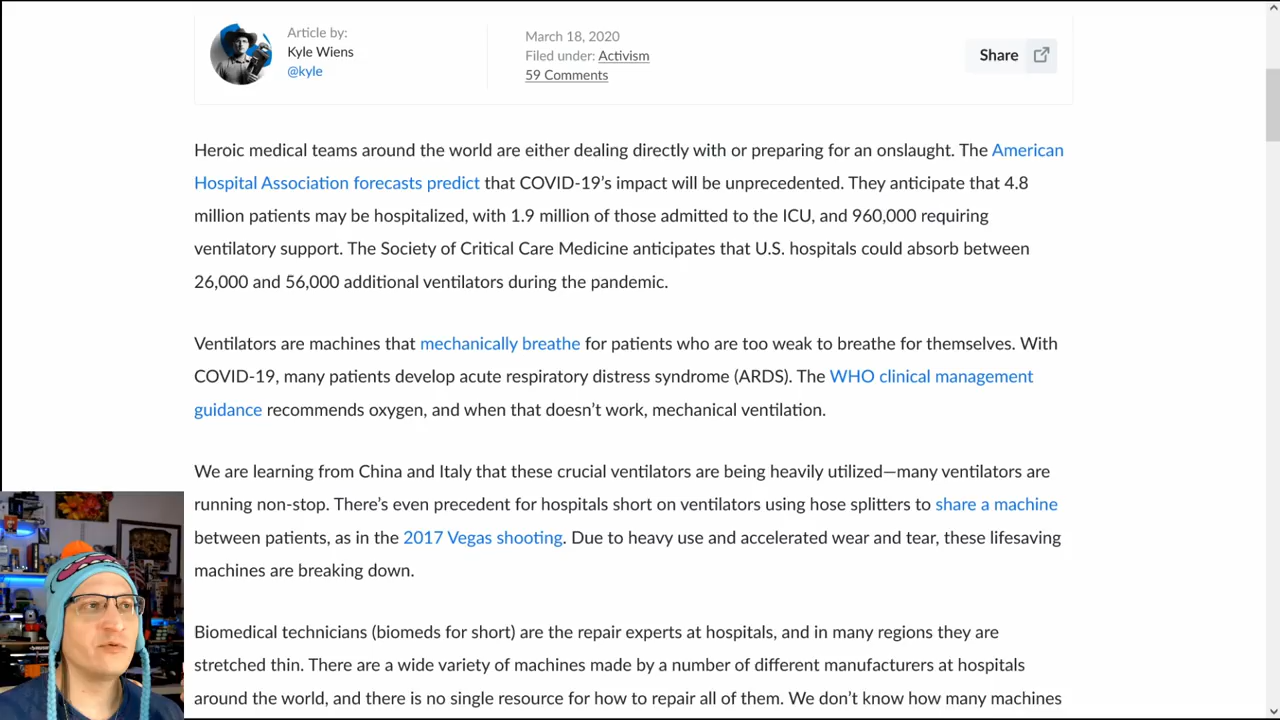 Article by:
Kyle Wiens
@kyle
March 18, 2020
Filed under: Activism
59 Comments
Share
Heroic medical teams around the world are either dealing directly with or preparing for an onslaught. The American
Hospital Association forecasts predict that COVID-19’s impact will be unprecedented. They anticipate that 4.8
million patients may be hospitalized, with 1.9 million of those admitted to the ICU, and 960,000 requiring
ventilatory support. The Society of Critical Care Medicine anticipates that U.S. hospitals could absorb between
26,000 and 56,000 additional ventilators during the pandemic.
Ventilators are machines that mechanically breathe for patients who are too weak to breathe for themselves. With
COVID-19, many patients develop acute respiratory distress syndrome (ARDS). The WHO clinical management
guidance recommends oxygen, and when that doesn’t work, mechanical ventilation.
We are learning from China and Italy that these crucial ventilators are being heavily utilized—many ventilators are
running non-stop. There’s even precedent for hospitals short on ventilators using hose splitters to share a machine
between patients, as in the 2017 Vegas shooting. Due to heavy use and accelerated wear and tear, these lifesaving
machines are breaking down.
Biomedical technicians (biomeds for short) are the repair experts at hospitals, and in many regions they are
stretched thin. There are a wide variety of machines made by a number of different manufacturers at hospitals
around the world, and there is no single resource for how to repair all of them. We don’t know how many machines